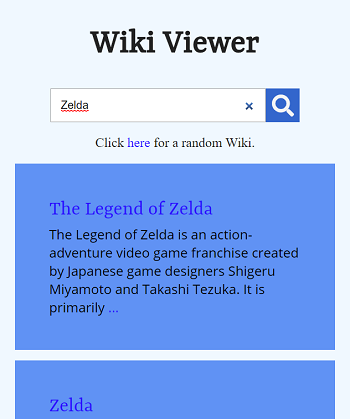 Wiki Viewer
Zelda ×
Click here for a random Wiki.
The Legend of Zelda
The Legend of Zelda is an action-
adventure video game franchise created
by Japanese game designers Shigeru
Miyamoto and Takashi Tezuka. It is
primarily ...
Zelda